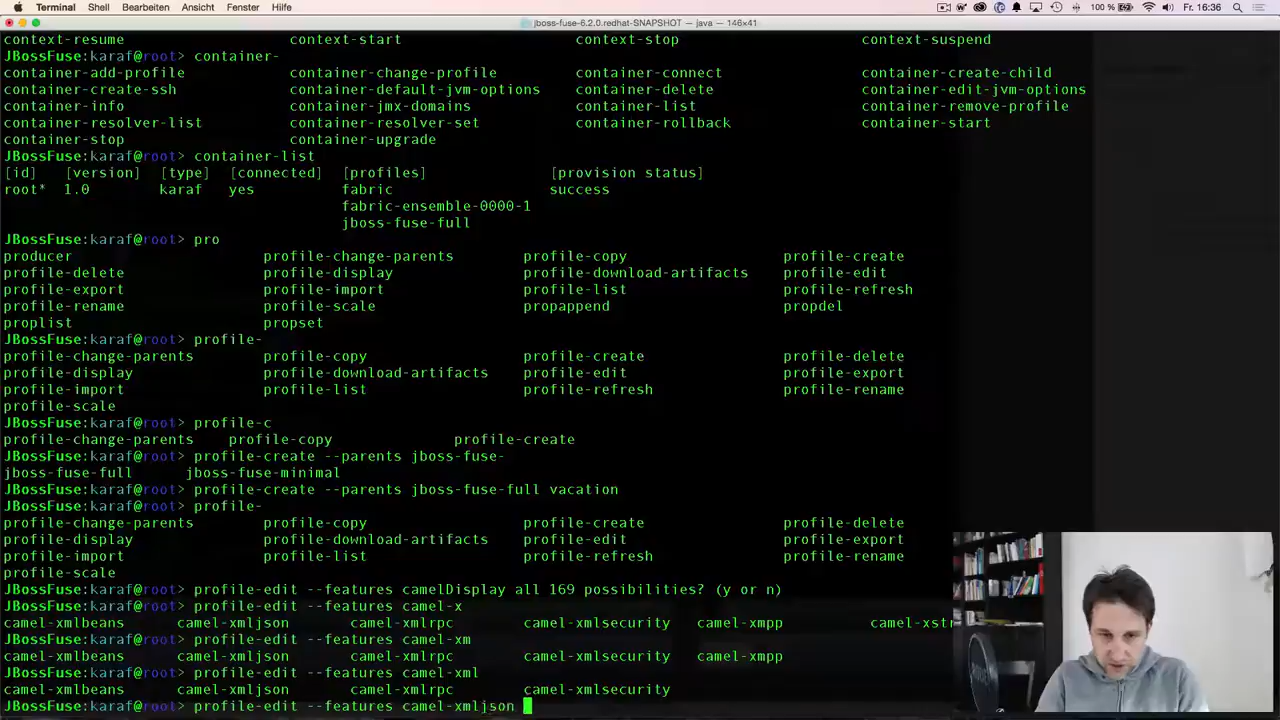 Terminal Shell Bearbeiten Ansicht Fenster Hilfe 100 % Fr. 16:36
jboss-fuse-6.2.0.redhat-SNAPSHOT — java — 146×41
context-resume context-start context-stop context-suspend
JBossFuse:karaf@root> container-
container-add-profile container-change-profile container-connect container-create-child
container-create-ssh container-default-jvm-options container-delete container-edit-jvm-options
container-info container-jmx-domains container-list container-remove-profile
container-resolver-list container-resolver-set container-rollback container-start
container-stop container-upgrade
JBossFuse:karaf@root> container-list
[id] [version] [type] [connected] [profiles] [provision status]
root* 1.0 karaf yes fabric success
fabric-ensemble-0000-1
jboss-fuse-full
JBossFuse:karaf@root> pro
producer profile-change-parents profile-copy profile-create
profile-delete profile-display profile-download-artifacts profile-edit
profile-export profile-import profile-list profile-refresh
profile-rename profile-scale propappend propdel
proplist propset
JBossFuse:karaf@root> profile-
profile-change-parents profile-copy profile-create profile-delete
profile-display profile-download-artifacts profile-edit profile-export
profile-import profile-list profile-refresh profile-rename
profile-scale
JBossFuse:karaf@root> profile-c
profile-change-parents profile-copy profile-create
JBossFuse:karaf@root> profile-create --parents jboss-fuse-
jboss-fuse-full jboss-fuse-minimal
JBossFuse:karaf@root> profile-create --parents jboss-fuse-full vacation
JBossFuse:karaf@root> profile-
profile-change-parents profile-copy profile-create profile-delete
profile-display profile-download-artifacts profile-edit profile-export
profile-import profile-list profile-refresh profile-rename
profile-scale
JBossFuse:karaf@root> profile-edit --features camelDisplay all 169 possibilities? (y or n)
JBossFuse:karaf@root> profile-edit --features camel-x
camel-xmlbeans camel-xmljson camel-xmlrpc camel-xmlsecurity camel-xmpp camel-xstr
JBossFuse:karaf@root> profile-edit --features camel-xm
camel-xmlbeans camel-xmljson camel-xmlrpc camel-xmlsecurity camel-xmpp
JBossFuse:karaf@root> profile-edit --features camel-xml
camel-xmlbeans camel-xmljson camel-xmlrpc camel-xmlsecurity
JBossFuse:karaf@root> profile-edit --features camel-xmljson